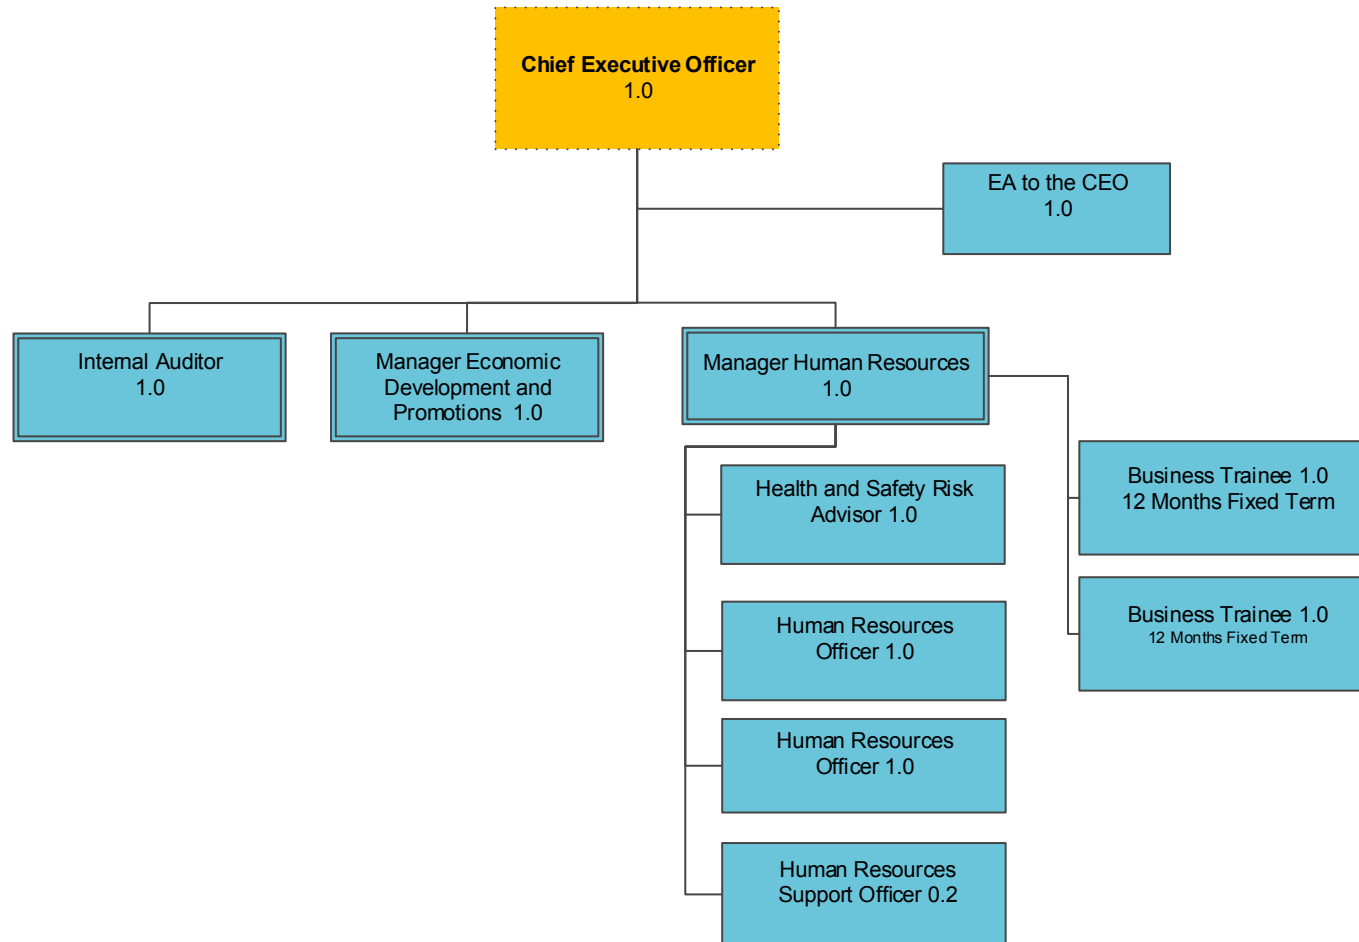 Chief Executive Officer
1.0
EA to the CEO
1.0
Internal Auditor
1.0
Manager Economic
Development and
Promotions 1.0
Manager Human Resources
1.0
Health and Safety Risk
Advisor 1.0
Business Trainee 1.0
12 Months Fixed Term
Human Resources
Officer 1.0
Business Trainee 1.0
12 Months Fixed Term
Human Resources
Officer 1.0
Human Resources
Support Officer 0.2